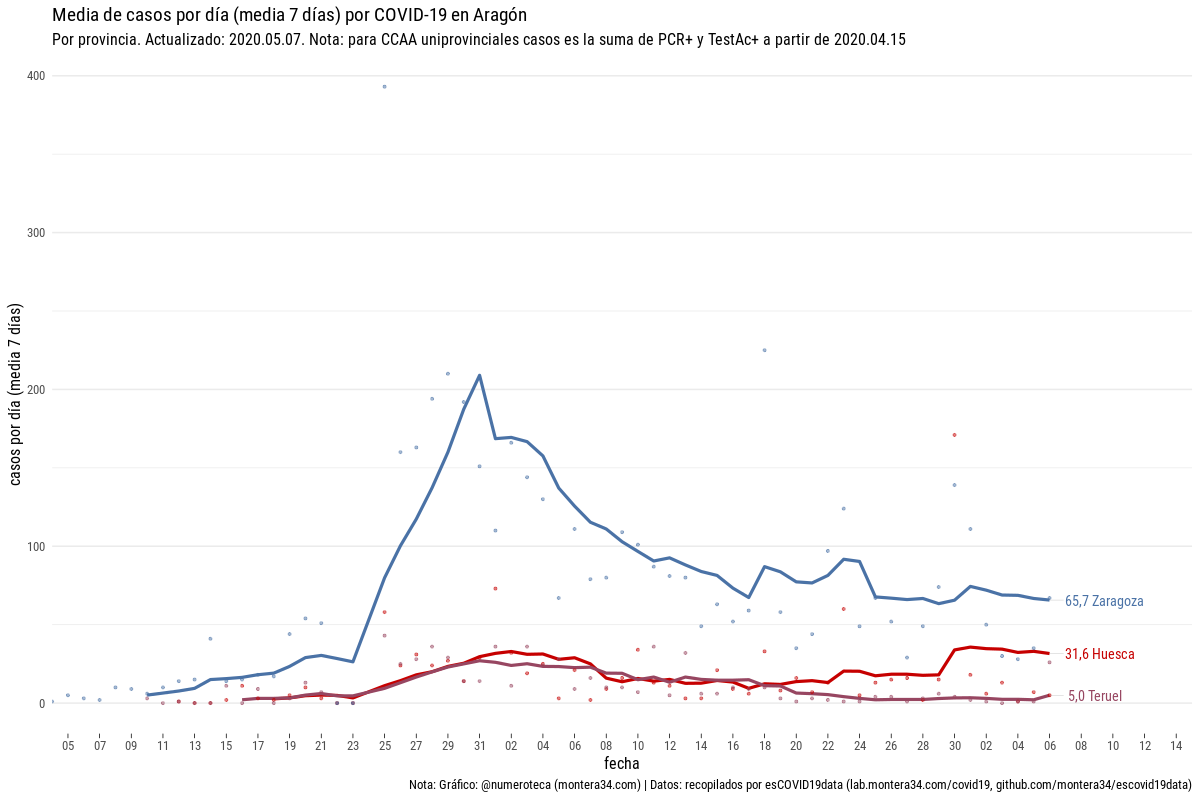 Media de casos por día (media 7 días) por COVID-19 en Aragón
Por provincia. Actualizado: 2020.05.07. Nota: para CCAA uniprovinciales casos es la suma de PCR+ y TestAc+ a partir de 2020.04.15
casos por día (media 7 días)
400
300
200
100
0
65,7 Zaragoza
31,6 Huesca
5,0 Teruel
05 07 09 11 13 15 17 19 21 23 25 27 29 31 02 04 06 08 10 12 14 16 18 20 22 24 26 28 30 02 04 06 08 10 12 14
fecha
Nota: Gráfico: @numeroteca (montera34.com) | Datos: recopilados por esCOVID19data (lab.montera34.com/covid19, github.com/montera34/escovid19data)